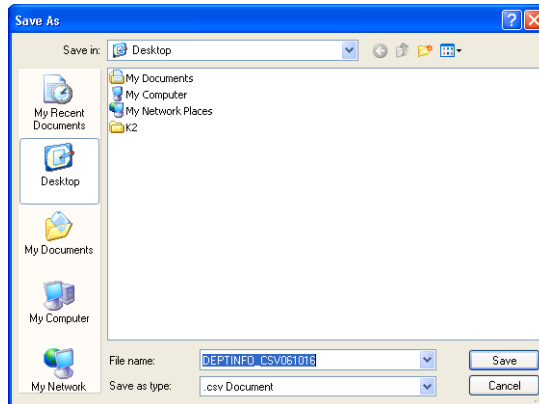 Save As
Save in:
Desktop
My Documents
My Computer
My Network Places
K2
My Recent
Documents
Desktop
My Documents
My Computer
My Network
File name:
DEPTINFO_CSV061016
Save
Save as type:
.csv Document
Cancel